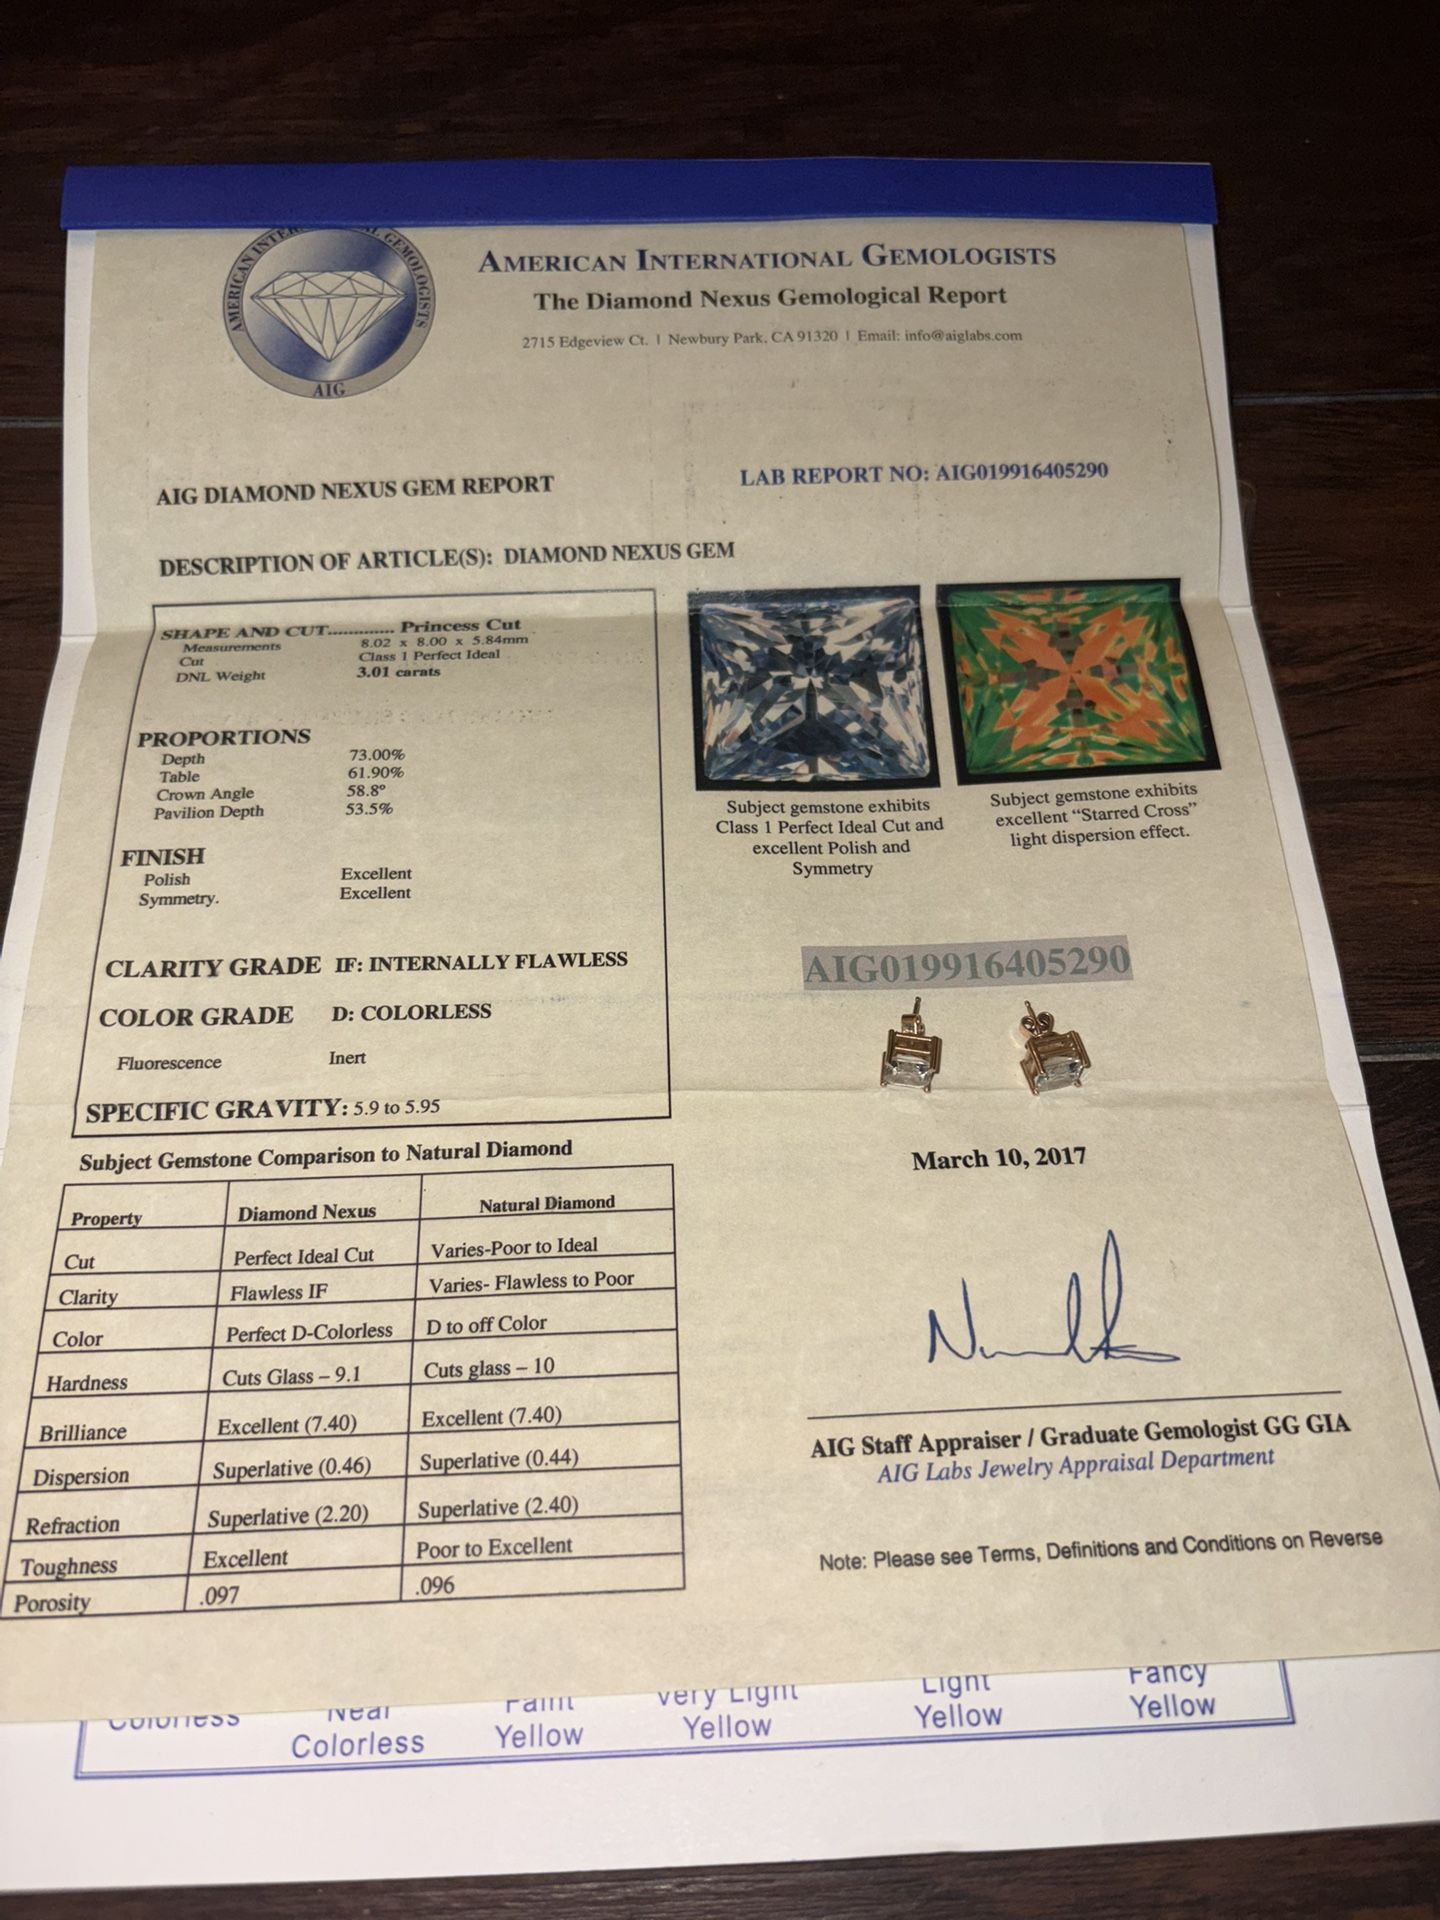 AMERICAN INTERNATIONAL GEMOLOGISTS
AIG
AMERICAN INTERNATIONAL GEMOLOGISTS
The Diamond Nexus Gemological Report
2715 Edgeview Ct. | Newbury Park, CA 91320 | Email: info@aiglabs.com
AIG DIAMOND NEXUS GEM REPORT
LAB REPORT NO: AIG019916405290
DESCRIPTION OF ARTICLE(S): DIAMOND NEXUS GEM
SHAPE AND CUT............. Princess Cut
Measurements 8.02 x 8.00 x 5.84mm
Cut Class 1 Perfect Ideal
DNL Weight 3.01 carats
PROPORTIONS
Depth 73.00%
Table 61.90%
Crown Angle 58.8°
Pavilion Depth 53.5%
FINISH
Polish Excellent
Symmetry. Excellent
CLARITY GRADE IF: INTERNALLY FLAWLESS
COLOR GRADE D: COLORLESS
Fluorescence Inert
SPECIFIC GRAVITY: 5.9 to 5.95
Subject gemstone exhibits
Class 1 Perfect Ideal Cut and
excellent Polish and
Symmetry
Subject gemstone exhibits
excellent “Starred Cross”
light dispersion effect.
AIG019916405290
Subject Gemstone Comparison to Natural Diamond
Property Diamond Nexus Natural Diamond
Cut Perfect Ideal Cut Varies-Poor to Ideal
Clarity Flawless IF Varies- Flawless to Poor
Color Perfect D-Colorless D to off Color
Hardness Cuts Glass – 9.1 Cuts glass – 10
Brilliance Excellent (7.40) Excellent (7.40)
Dispersion Superlative (0.46) Superlative (0.44)
Refraction Superlative (2.20) Superlative (2.40)
Toughness Excellent Poor to Excellent
Porosity .097 .096
March 10, 2017
AIG Staff Appraiser / Graduate Gemologist GG GIA
AIG Labs Jewelry Appraisal Department
Note: Please see Terms, Definitions and Conditions on Reverse
Colorless Near Faint Very Light Light Fancy
Colorless Yellow Yellow Yellow Yellow